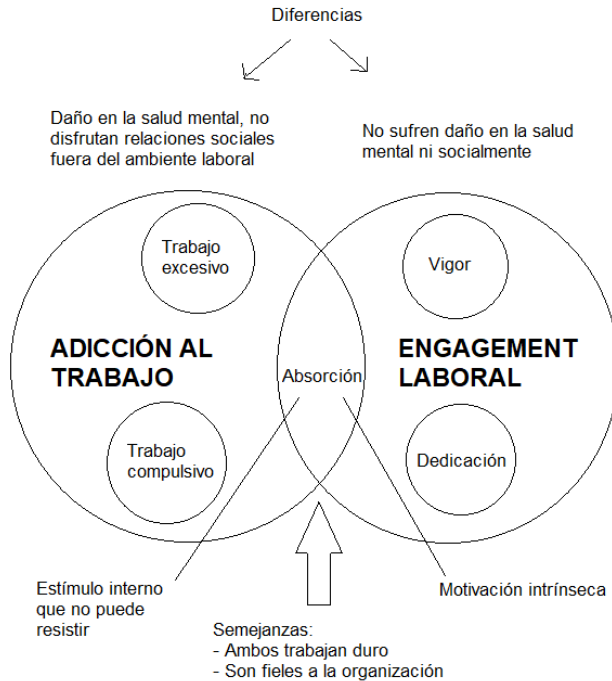 Diferencias
Daño en la salud mental, no
disfrutan relaciones sociales
fuera del ambiente laboral
No sufren daño en la salud
mental ni socialmente
Trabajo
excesivo
Vigor
ADICCIÓN AL
TRABAJO
Absorción
ENGAGEMENT
LABORAL
Trabajo
compulsivo
Dedicación
Estímulo interno
que no puede
resistir
Motivación intrínseca
Semejanzas:
- Ambos trabajan duro
- Son fieles a la organización